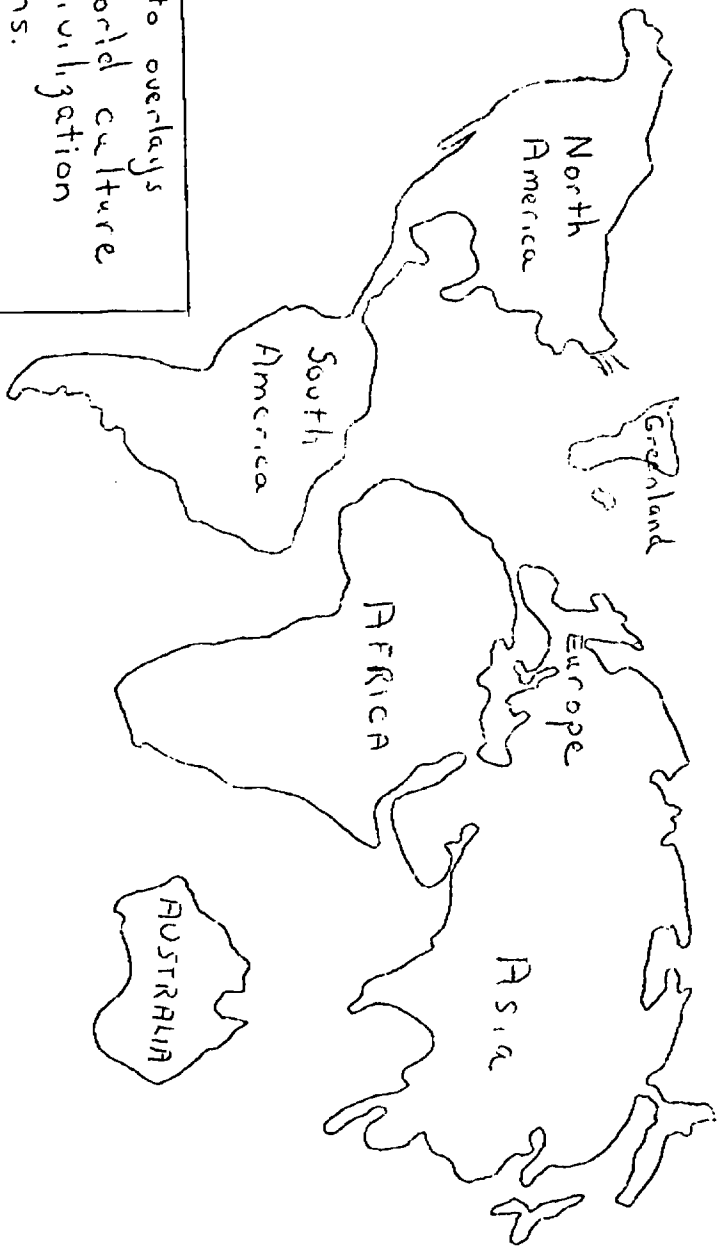 North
America
Greenland
Europe
Asia
AFRICA
South
America
AUSTRALIA
to overlays
orld culture
ivilization
ns.